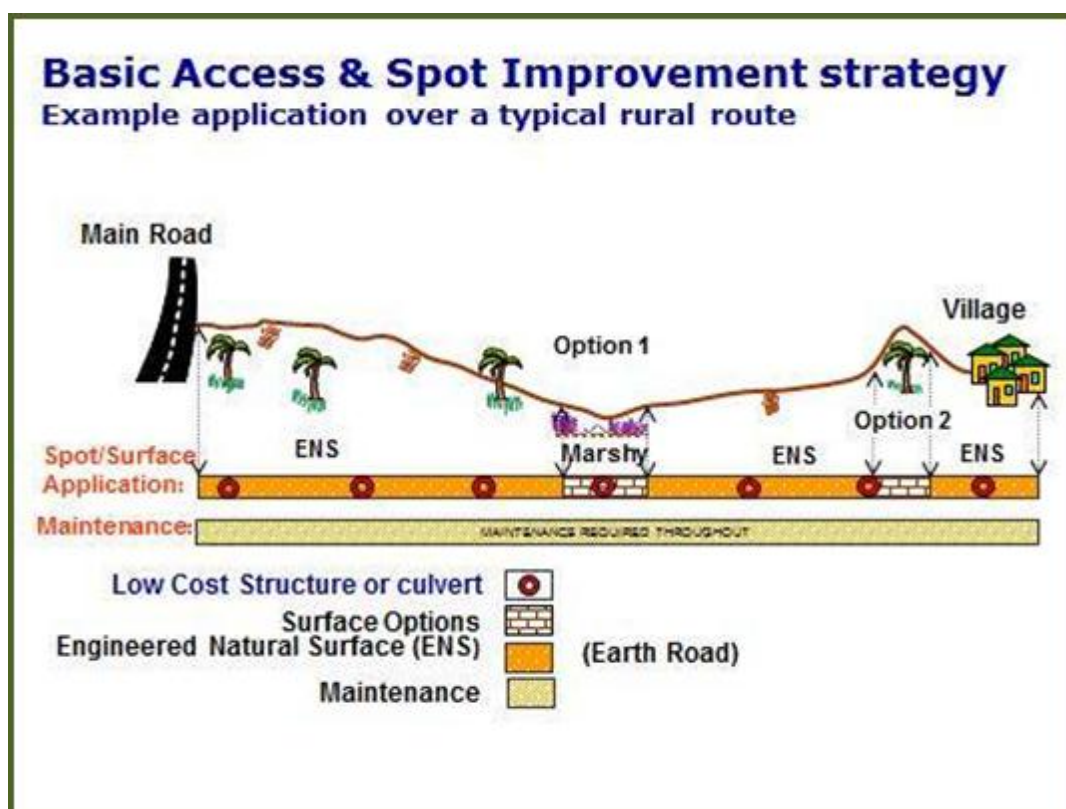 Basic Access & Spot Improvement strategy
Example application over a typical rural route
Main Road
Village
Option 1
Option 2
ENS
Marshy
ENS
ENS
Spot/Surface
Application:
Maintenance:
MAINTENANCE REQUIRED THROUGHOUT
Low Cost Structure or culvert
Surface Options
Engineered Natural Surface (ENS)
(Earth Road)
Maintenance